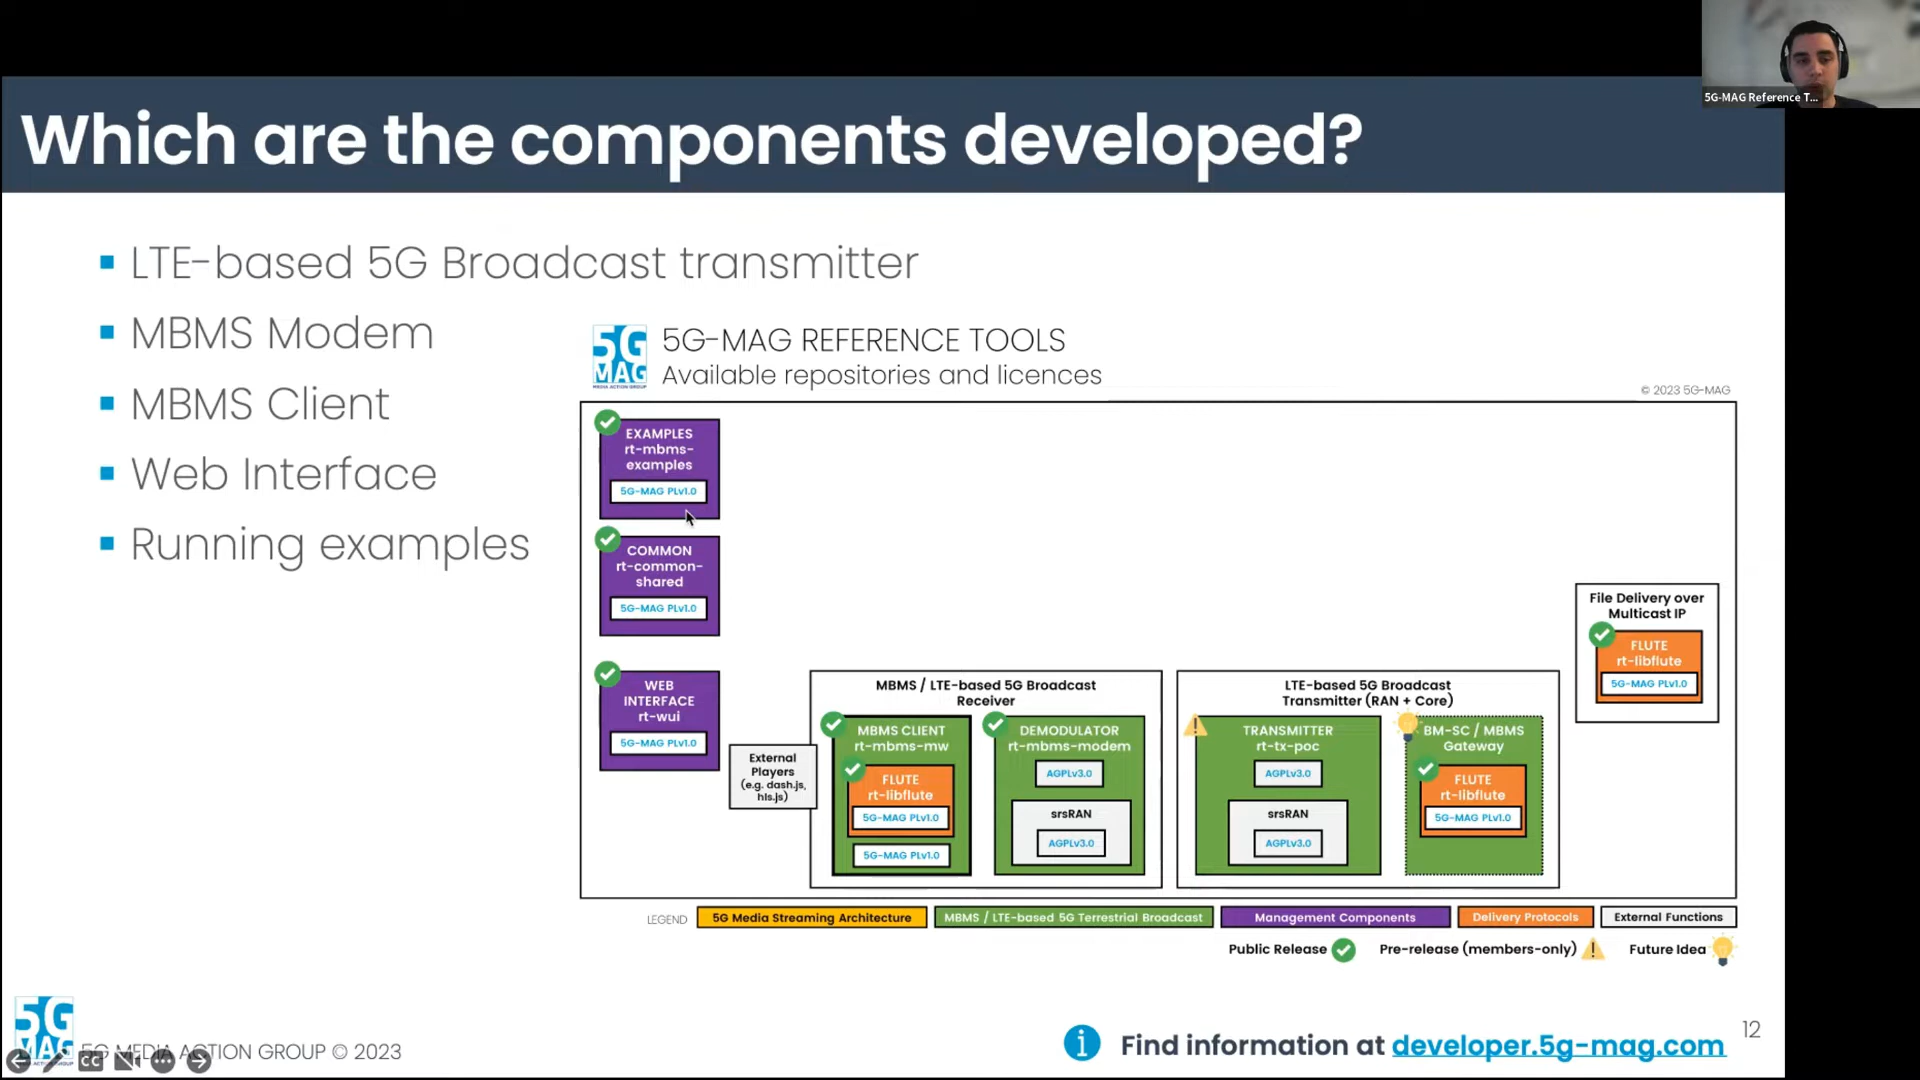 5G-MAG Reference T...
Which are the components developed?
LTE-based 5G Broadcast transmitter
MBMS Modem
MBMS Client
Web Interface
Running examples
5G
MAG
MEDIA ACTION GROUP
5G-MAG REFERENCE TOOLS
Available repositories and licences
© 2023 5G-MAG
EXAMPLES
rt-mbms-
examples
5G-MAG PLv1.0
COMMON
rt-common-
shared
5G-MAG PLv1.0
WEB
INTERFACE
rt-wui
5G-MAG PLv1.0
External
Players
(e.g. dash.js,
hls.js)
MBMS / LTE-based 5G Broadcast
Receiver
MBMS CLIENT
rt-mbms-mw
FLUTE
rt-libflute
5G-MAG PLv1.0
5G-MAG PLv1.0
DEMODULATOR
rt-mbms-modem
AGPLv3.0
srsRAN
AGPLv3.0
LTE-based 5G Broadcast
Transmitter (RAN + Core)
TRANSMITTER
rt-tx-poc
AGPLv3.0
srsRAN
AGPLv3.0
BM-SC / MBMS
Gateway
FLUTE
rt-libflute
5G-MAG PLv1.0
File Delivery over
Multicast IP
FLUTE
rt-libflute
5G-MAG PLv1.0
LEGEND
5G Media Streaming Architecture
MBMS / LTE-based 5G Terrestrial Broadcast
Management Components
Delivery Protocols
External Functions
Public Release
Pre-release (members-only)
Future Idea
5G
MAG
5G MEDIA ACTION GROUP © 2023
CC
i
Find information at developer.5g-mag.com
12